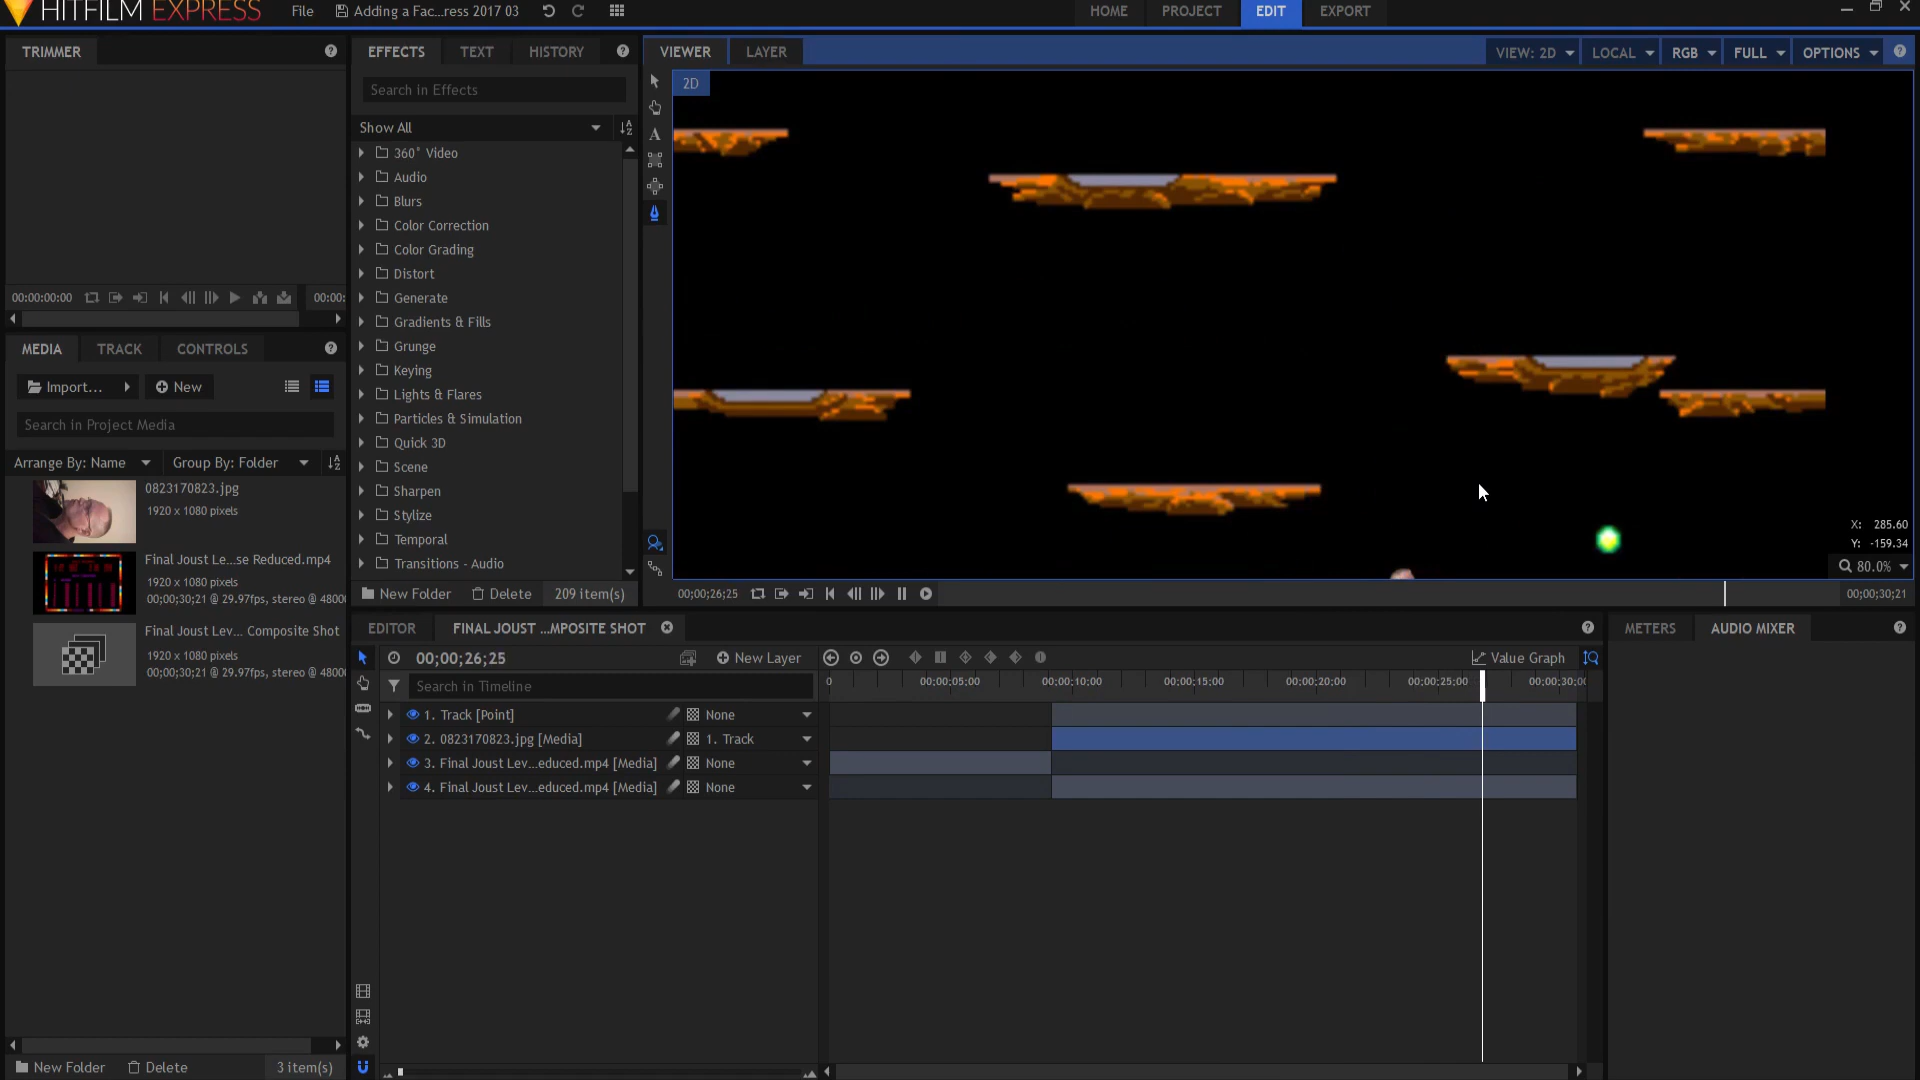 HITFILM EXPRESS
File
Adding a Fac...ress 2017 03
HOME
PROJECT
EDIT
EXPORT
TRIMMER
00:00:00:00
00:00:
MEDIA
TRACK
CONTROLS
Import...
New
Search in Project Media
Arrange By: Name
Group By: Folder
0823170823.jpg
1920 x 1080 pixels
Final Joust Le...se Reduced.mp4
1920 x 1080 pixels
00;00;30;21 @ 29.97fps, stereo @ 4800
Final Joust Lev... Composite Shot
1920 x 1080 pixels
00;00;30;21 @ 29.97fps, stereo @ 4800
New Folder
Delete
3 item(s)
EFFECTS
TEXT
HISTORY
Search in Effects
Show All
360° Video
Audio
Blurs
Color Correction
Color Grading
Distort
Generate
Gradients & Fills
Grunge
Keying
Lights & Flares
Particles & Simulation
Quick 3D
Scene
Sharpen
Stylize
Temporal
Transitions - Audio
New Folder
Delete
209 item(s)
VIEWER
LAYER
VIEW: 2D
LOCAL
RGB
FULL
OPTIONS
2D
X: 285.60
Y: -159.34
80.0%
00;00;26;25
00;00;30;21
EDITOR
FINAL JOUST ...MPOSITE SHOT
00;00;26;25
New Layer
Value Graph
Search in Timeline
0
00;00;05;00
00;00;10;00
00;00;15;00
00;00;20;00
00;00;25;00
00;00;30;0
1. Track [Point]
None
2. 0823170823.jpg [Media]
1. Track
3. Final Joust Lev...educed.mp4 [Media]
None
4. Final Joust Lev...educed.mp4 [Media]
None
METERS
AUDIO MIXER